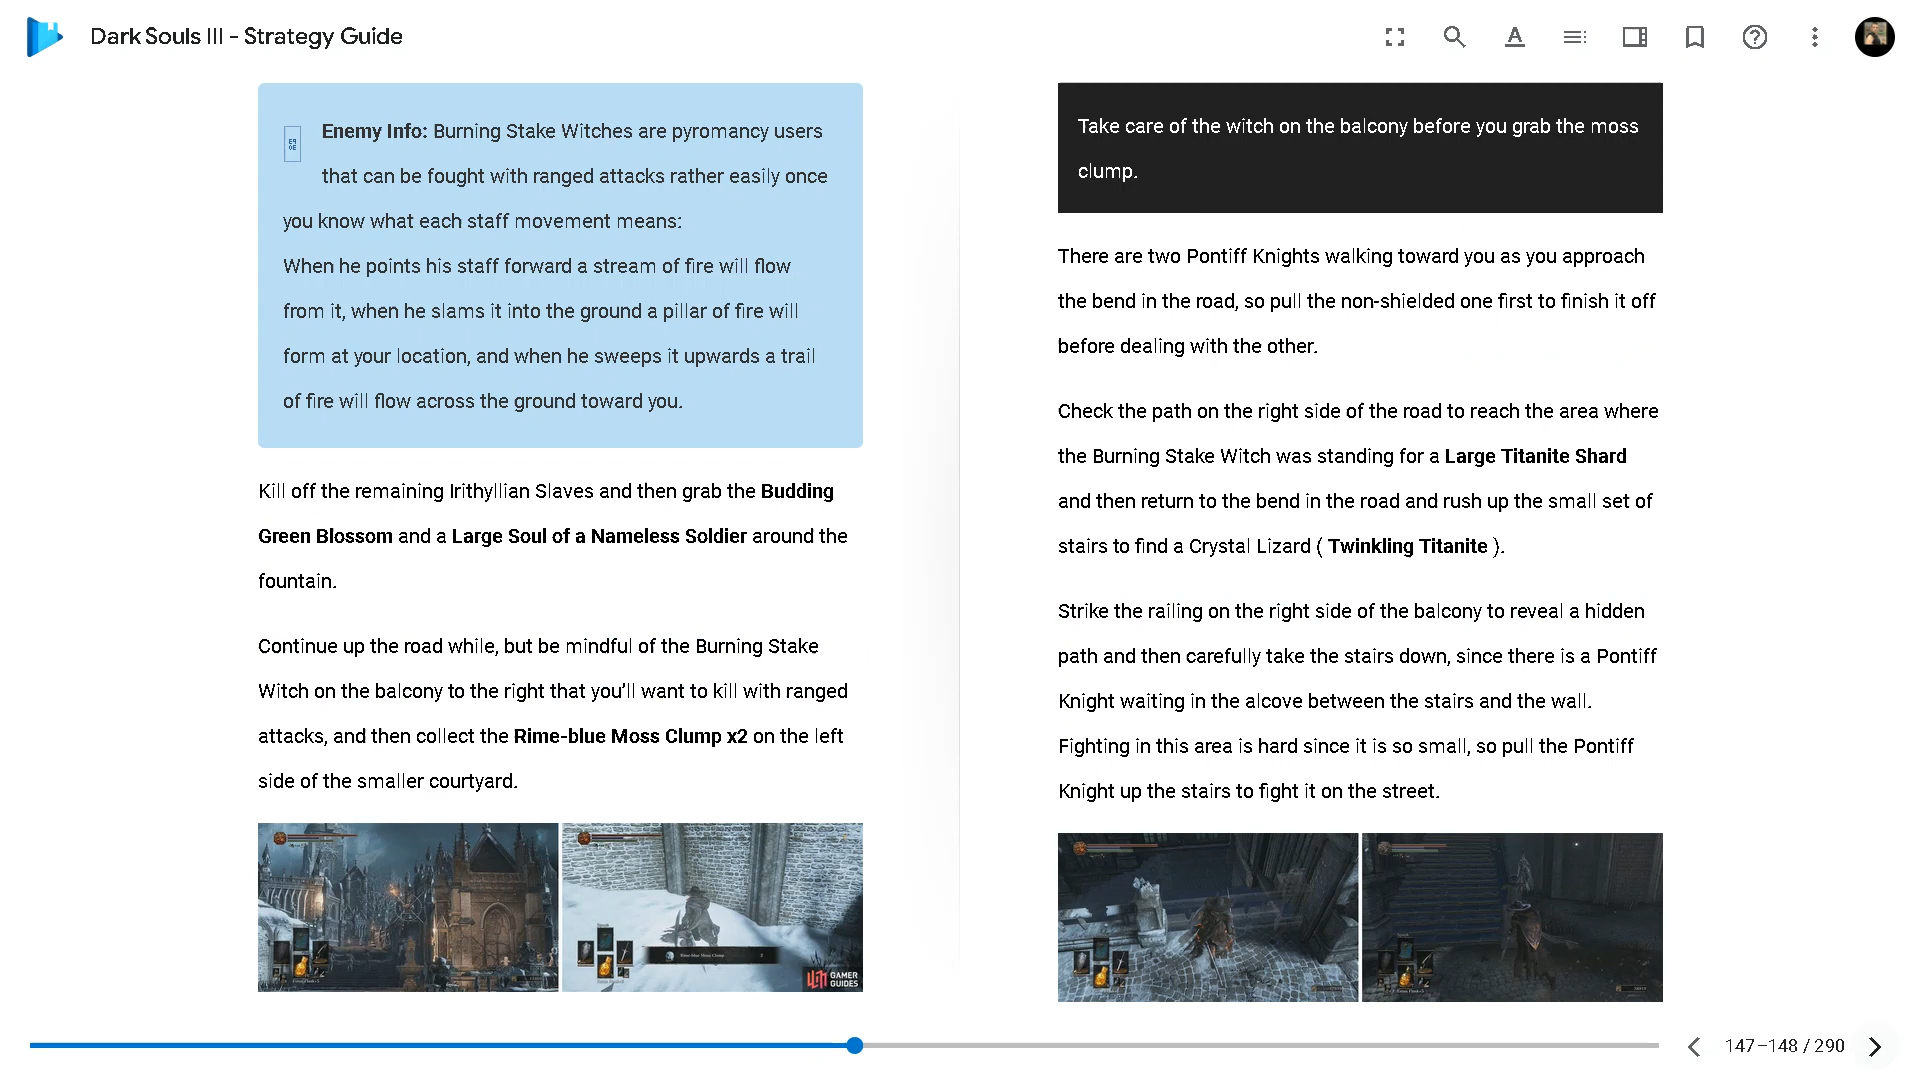 Dark Souls III - Strategy Guide
Enemy Info: Burning Stake Witches are pyromancy users
that can be fought with ranged attacks rather easily once
you know what each staff movement means:
When he points his staff forward a stream of fire will flow
from it, when he slams it into the ground a pillar of fire will
form at your location, and when he sweeps it upwards a trail
of fire will flow across the ground toward you.
Kill off the remaining Irithyllian Slaves and then grab the Budding
Green Blossom and a Large Soul of a Nameless Soldier around the
fountain.
Continue up the road while, but be mindful of the Burning Stake
Witch on the balcony to the right that you’ll want to kill with ranged
attacks, and then collect the Rime-blue Moss Clump x2 on the left
side of the smaller courtyard.
Rime-blue Moss Clump 2
GAMER
GUIDES
Take care of the witch on the balcony before you grab the moss
clump.
There are two Pontiff Knights walking toward you as you approach
the bend in the road, so pull the non-shielded one first to finish it off
before dealing with the other.
Check the path on the right side of the road to reach the area where
the Burning Stake Witch was standing for a Large Titanite Shard
and then return to the bend in the road and rush up the small set of
stairs to find a Crystal Lizard ( Twinkling Titanite ).
Strike the railing on the right side of the balcony to reveal a hidden
path and then carefully take the stairs down, since there is a Pontiff
Knight waiting in the alcove between the stairs and the wall.
Fighting in this area is hard since it is so small, so pull the Pontiff
Knight up the stairs to fight it on the street.
147–148 / 290